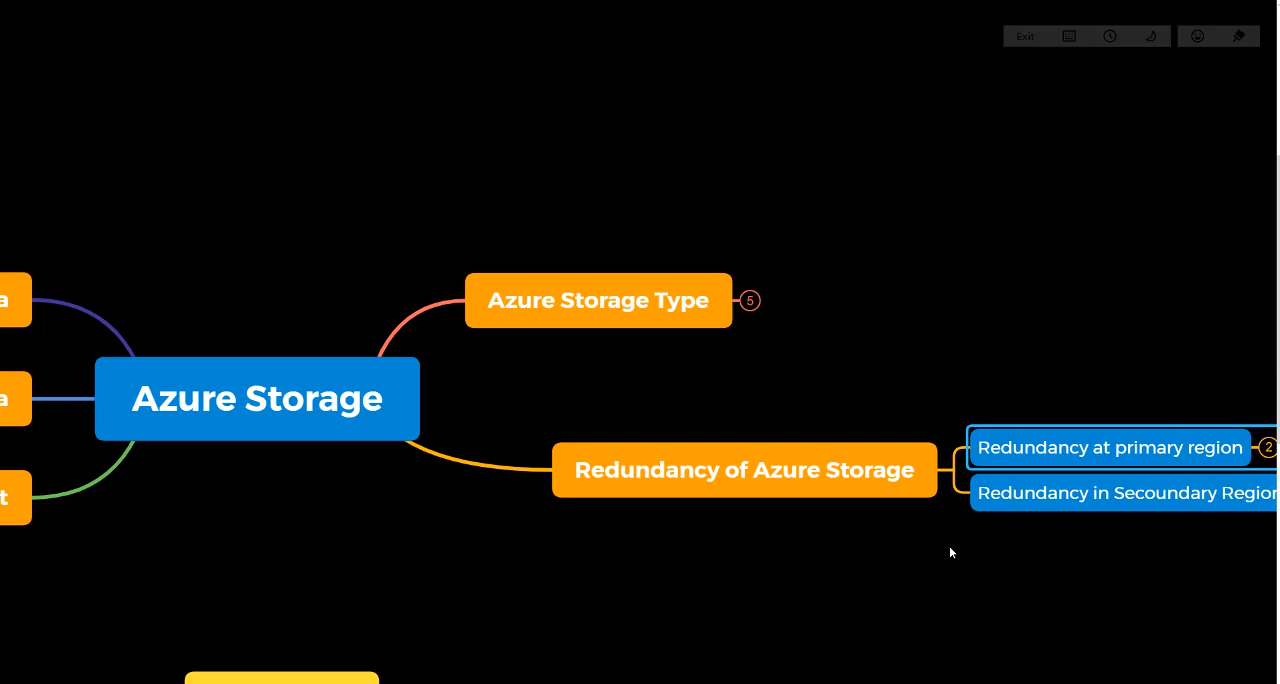 Exit
a
Azure Storage Type
5
a
Azure Storage
Redundancy of Azure Storage
Redundancy at primary region
2
Redundancy in Secoundary Region
t